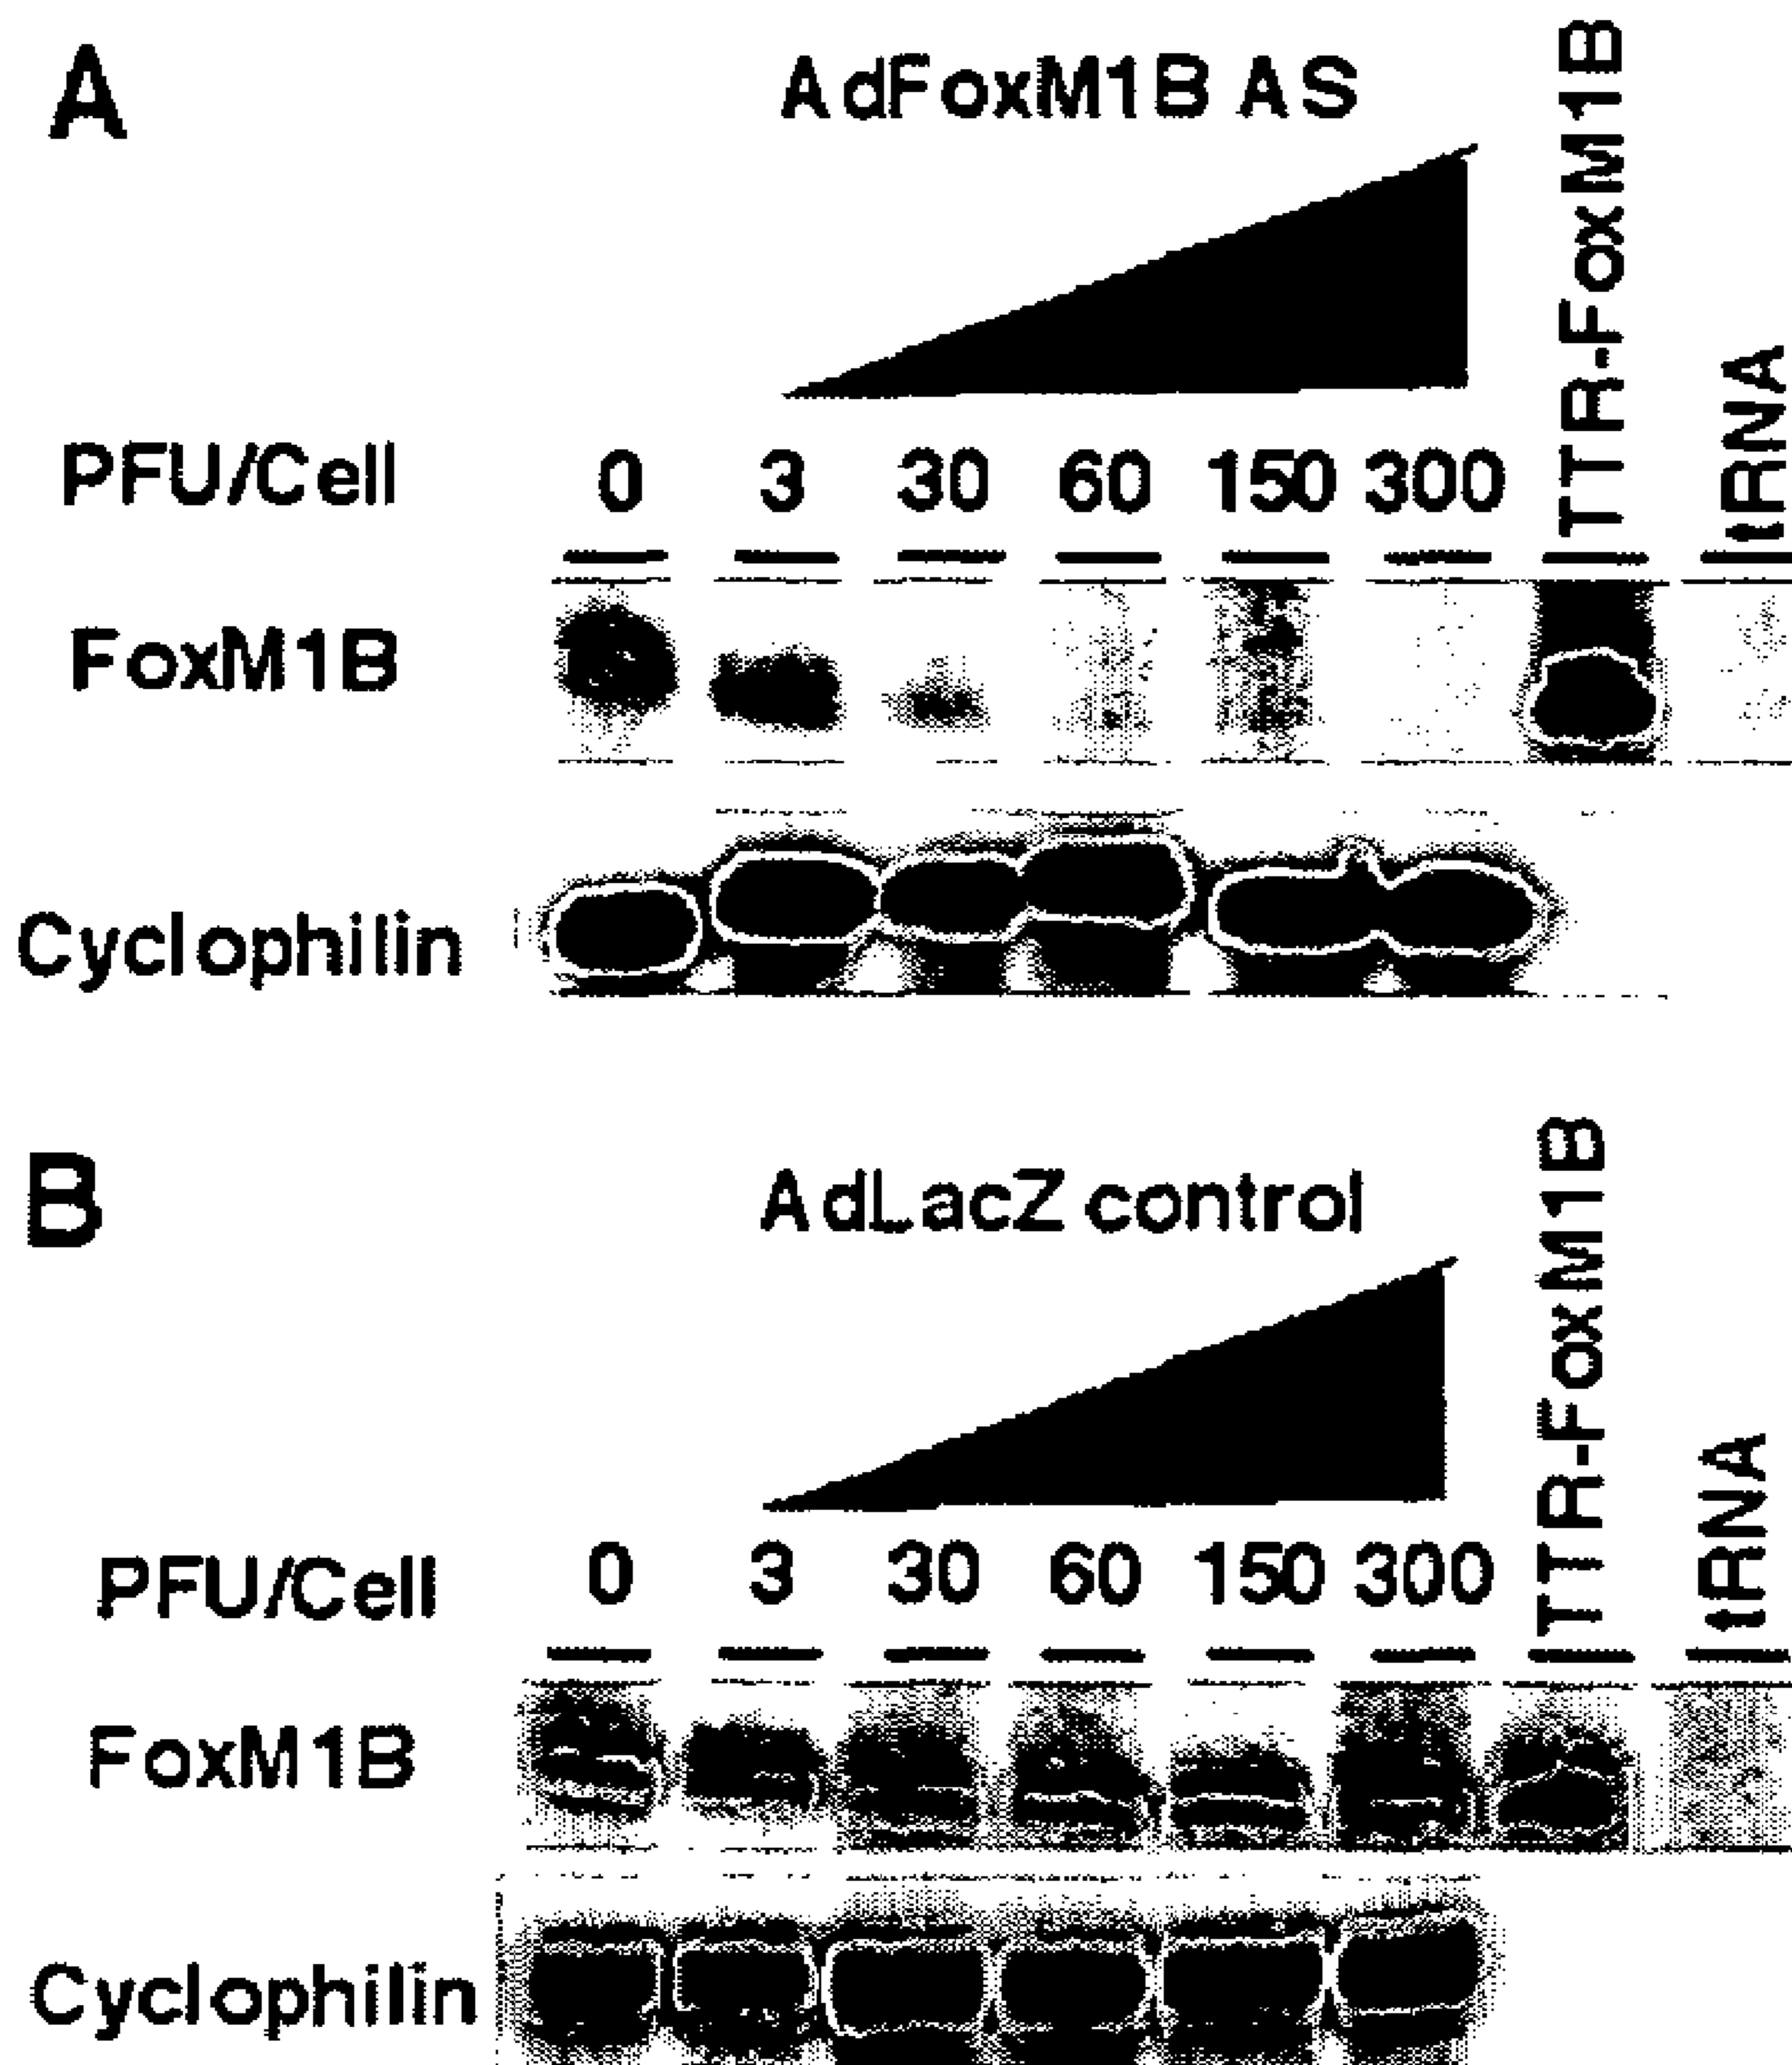 A
AdFoxM1B AS
TTR-FoxM1B
tRNA
PFU/Cell 0 3 30 60 150 300
FoxM1B
Cyclophilin
B
AdLacZ control
TTR-FoxM1B
tRNA
PFU/Cell 0 3 30 60 150 300
FoxM1B
Cyclophilin